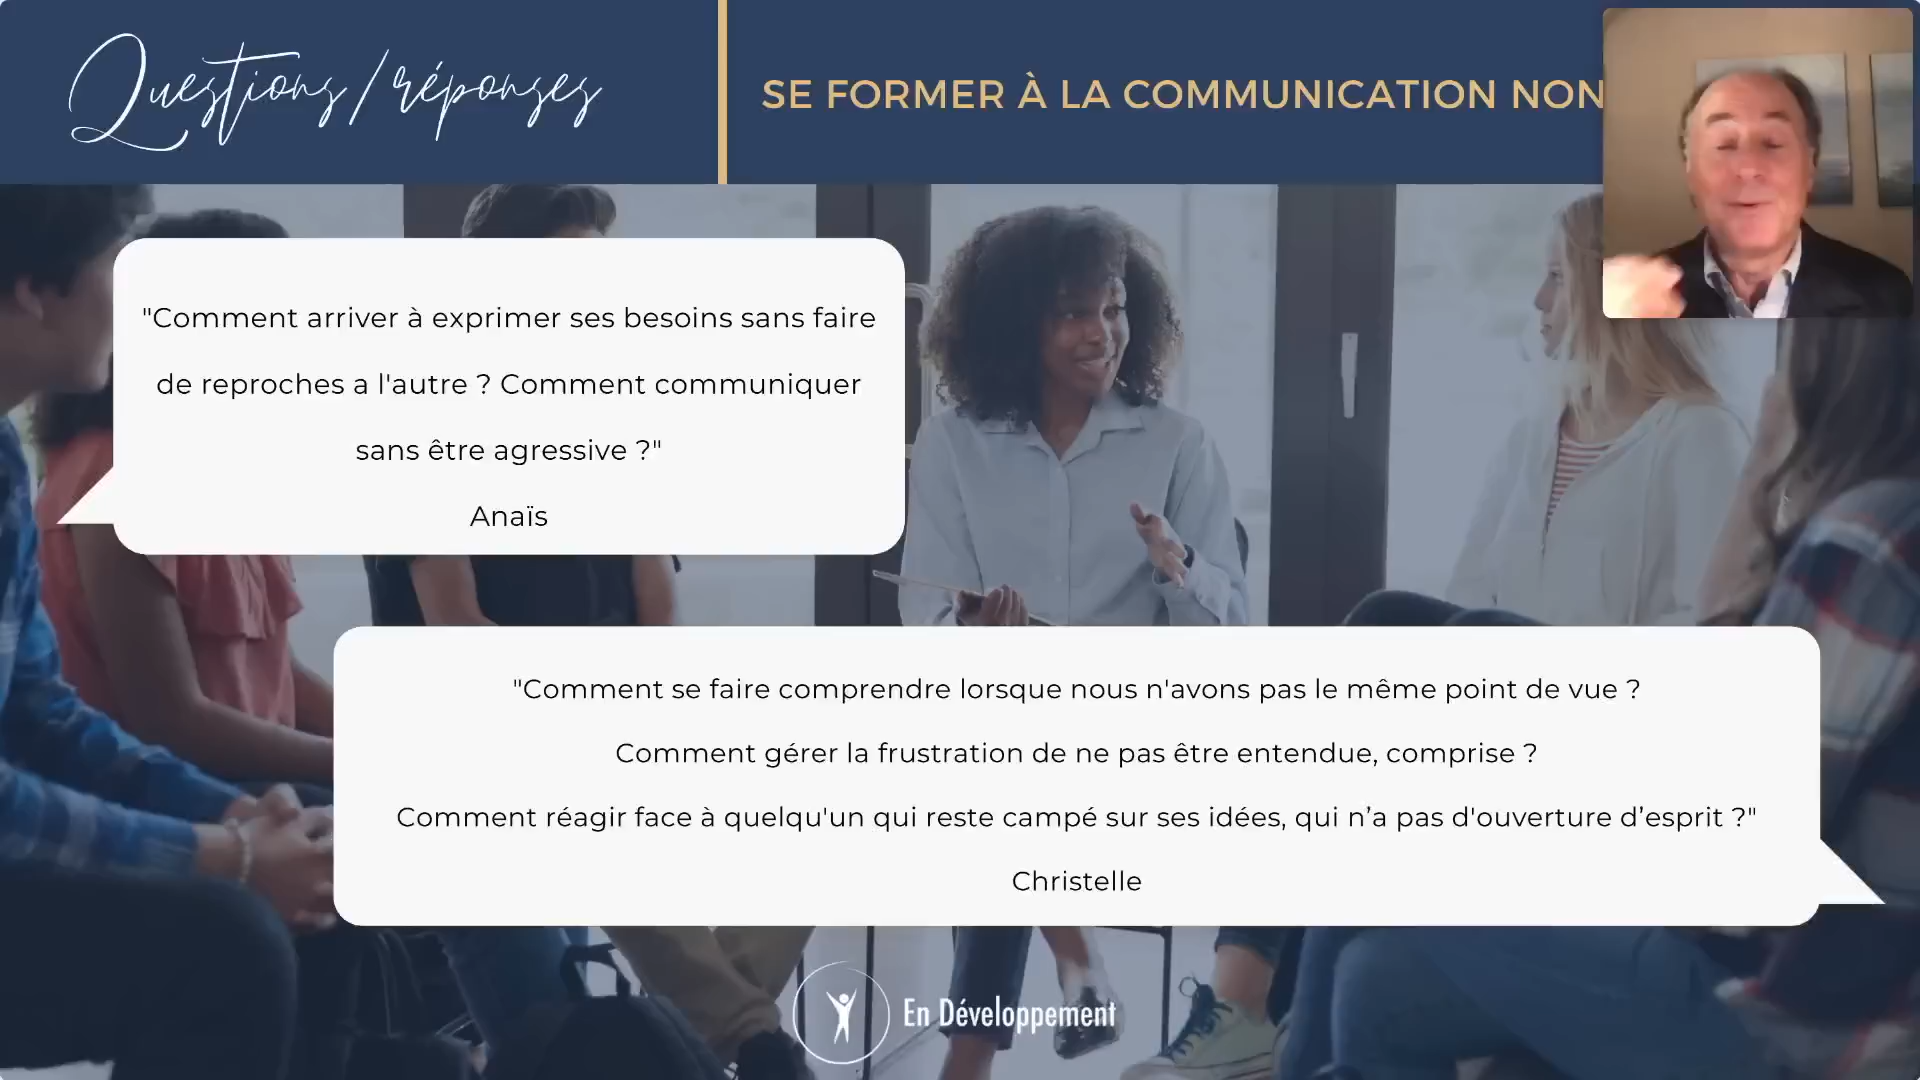 Questions/réponses
SE FORMER À LA COMMUNICATION NON
"Comment arriver à exprimer ses besoins sans faire
de reproches a l'autre ? Comment communiquer
sans être agressive ?"
Anaïs
"Comment se faire comprendre lorsque nous n'avons pas le même point de vue ?
Comment gérer la frustration de ne pas être entendue, comprise ?
Comment réagir face à quelqu'un qui reste campé sur ses idées, qui n’a pas d'ouverture d’esprit ?"
Christelle
En Développement